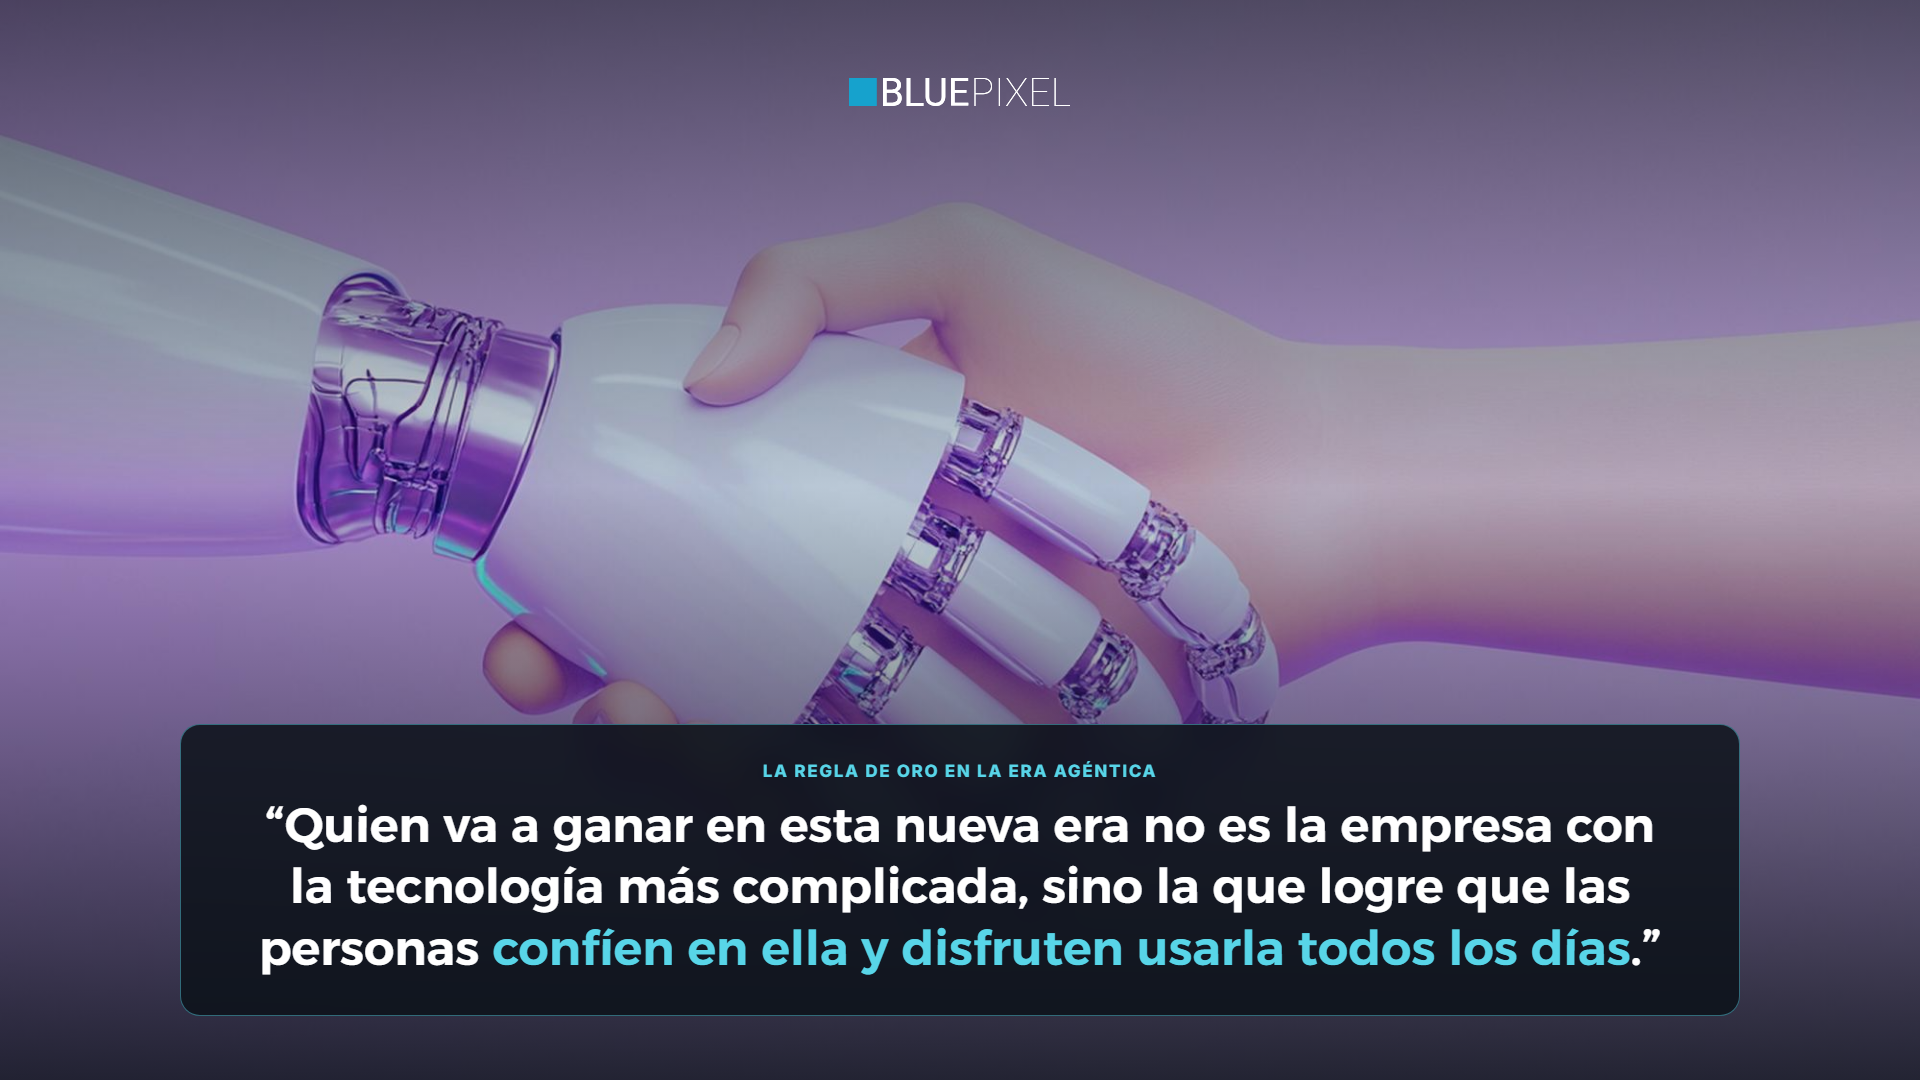 BLUEPIXEL
LA REGLA DE ORO EN LA ERA AGÉNTICA
“Quien va a ganar en esta nueva era no es la empresa con
la tecnología más complicada, sino la que logre que las
personas confíen en ella y disfruten usarla todos los días.”